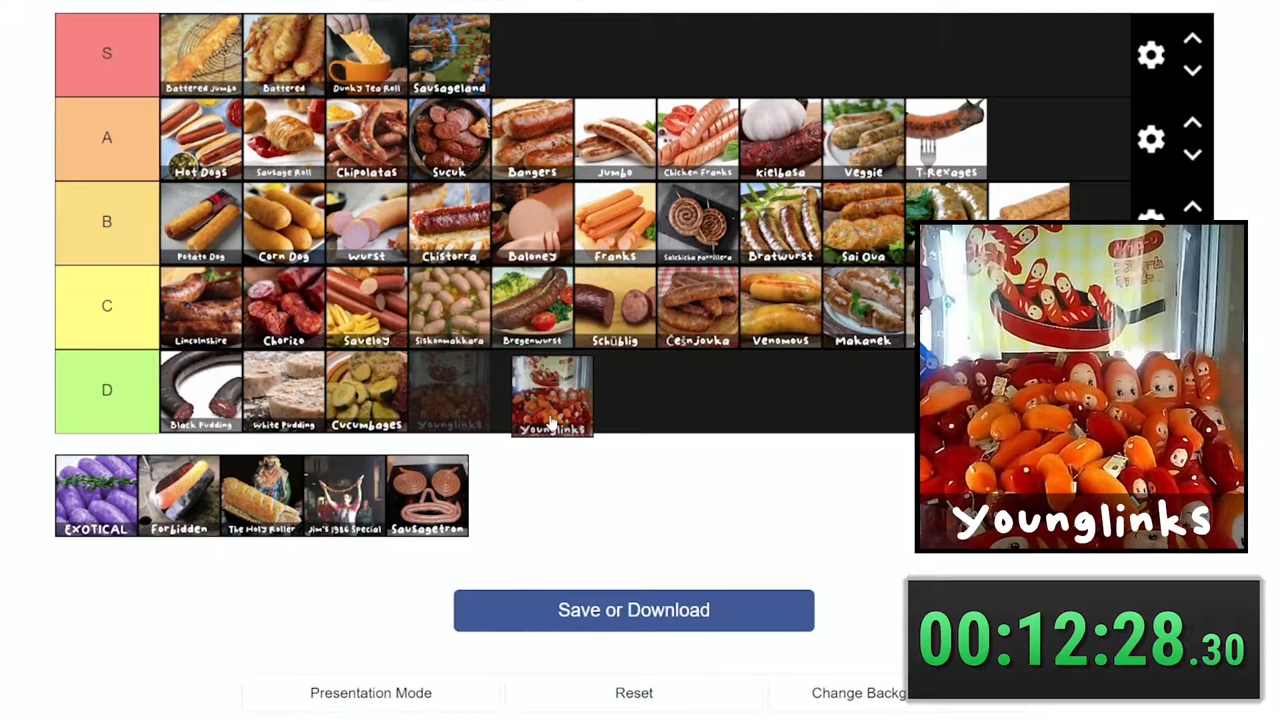 S
Battered Jumbo
Battered
Dunky Tea Roll
Sausageland
A
Hot Dogs
Sausage Roll
Chipolatas
Sucuk
Bangers
Jumbo
Chicken Franks
Kielbasa
Veggie
T-Rexages
B
Potato Dog
Corn Dog
Wurst
Chistorra
Baloney
Franks
Salchicha Parrillera
Bratwurst
Sai Oua
C
Lincolnshire
Chorizo
Saveloy
Siskonmakkara
Bregenwurst
Schüblig
Češnjovka
Venomous
Makanek
D
Black Pudding
White Pudding
Cucumbages
Younglinks
Younglinks
EXOTICAL
Forbidden
The Holy Roller
Jim's 1986 Special
Sausagetron
Younglinks
Save or Download
00:12:28.30
Presentation Mode
Reset
Change Backg